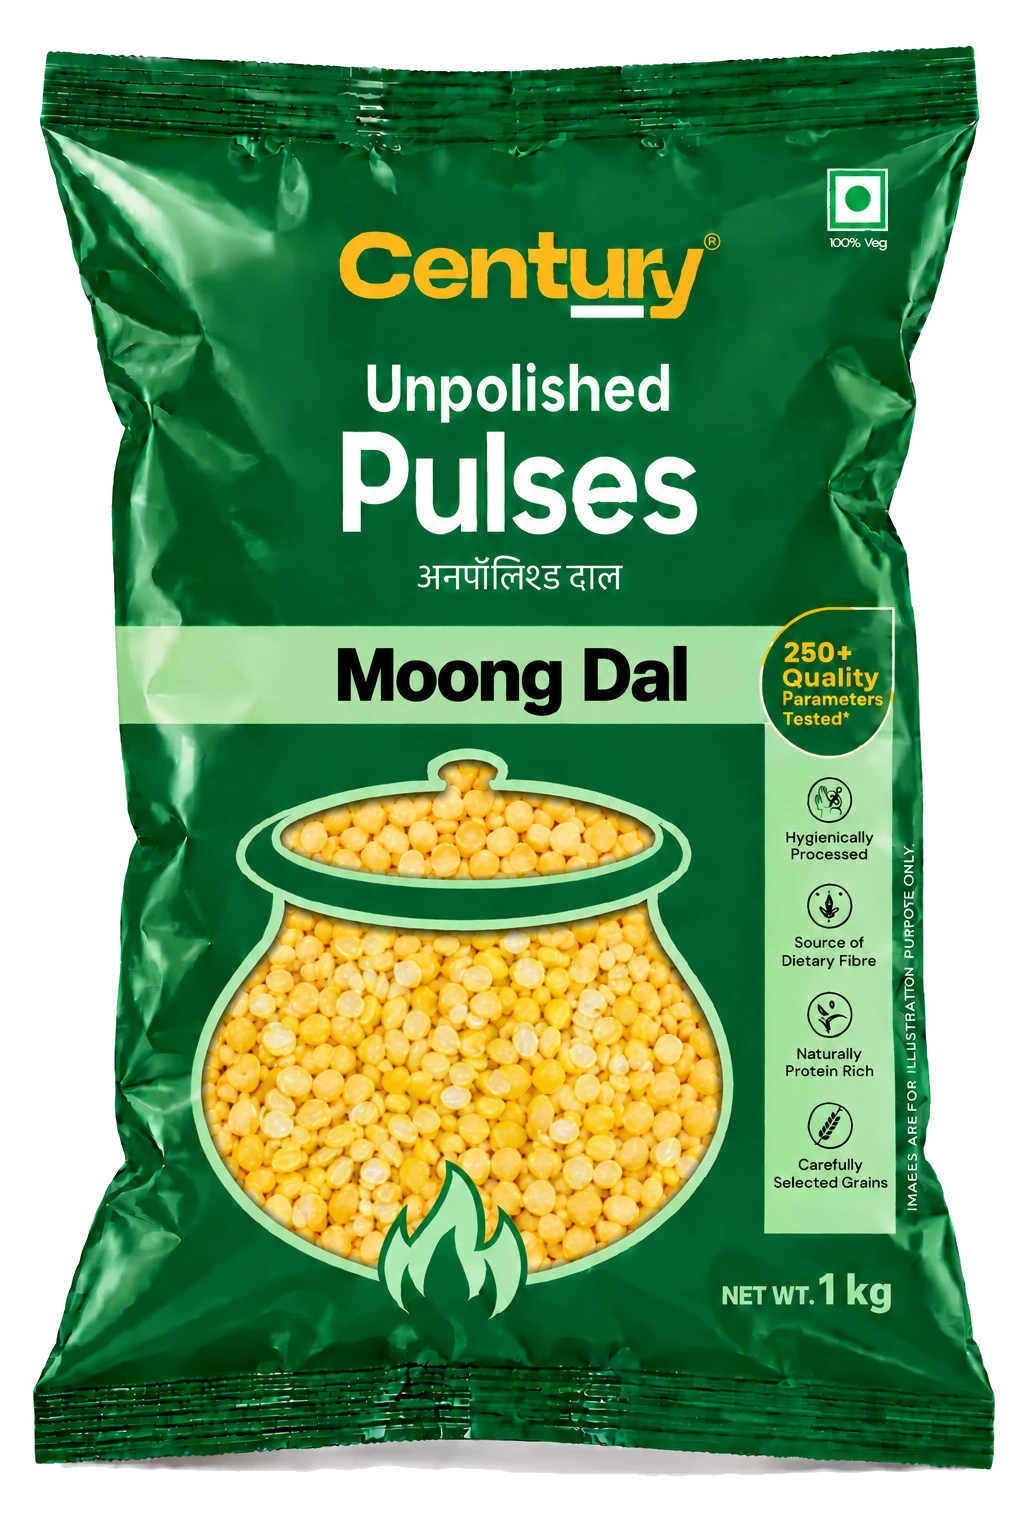 Century®
100% Veg
Unpolished
Pulses
अनपॉलिश्ड दाल
Moong Dal
250+
Quality
Parameters
Tested*
Hygienically
Processed
Source of
Dietary Fibre
Naturally
Protein Rich
Carefully
Selected Grains
IMAEES ARE FOR ILLUSTRATION PURPOSE ONLY.
NET WT. 1 kg